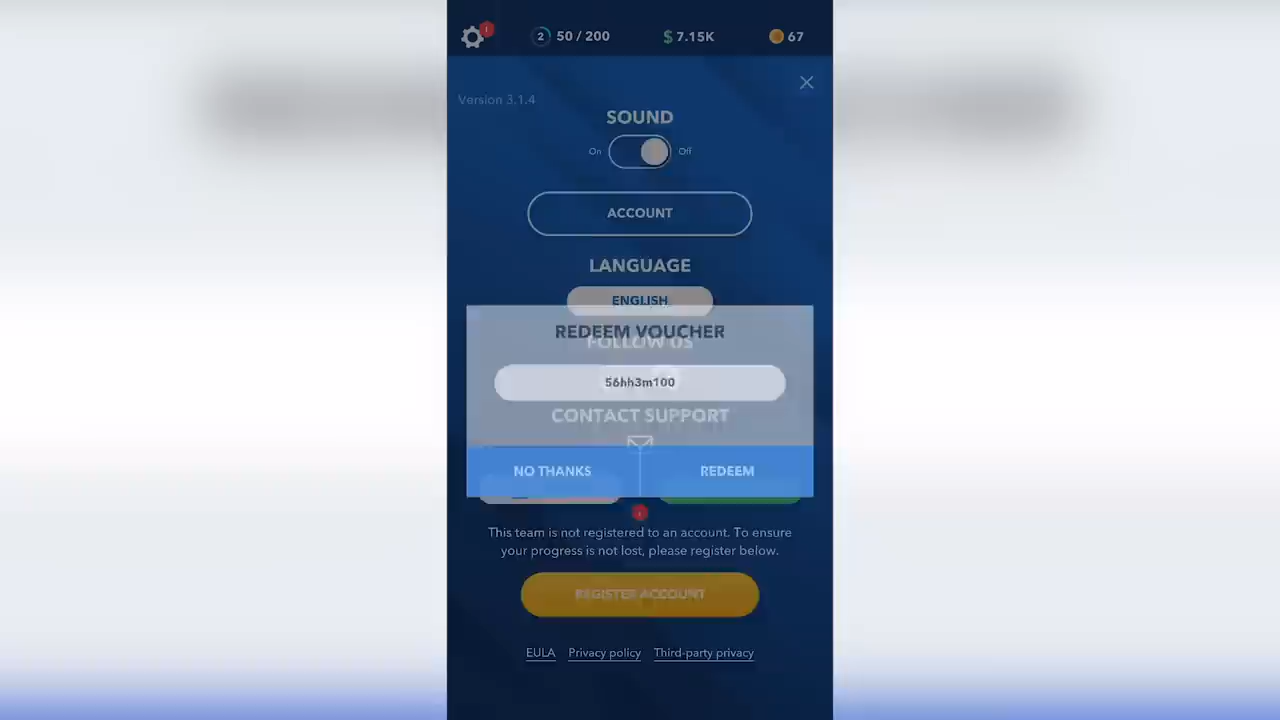 2 50 / 200 $ 7.15K 67
Version 3.1.4
SOUND
On Off
ACCOUNT
LANGUAGE
ENGLISH
REDEEM VOUCHER
FOLLOW US
56hh3m100
CONTACT SUPPORT
NO THANKS REDEEM
This team is not registered to an account. To ensure
your progress is not lost, please register below.
REGISTER ACCOUNT
EULA Privacy policy Third-party privacy